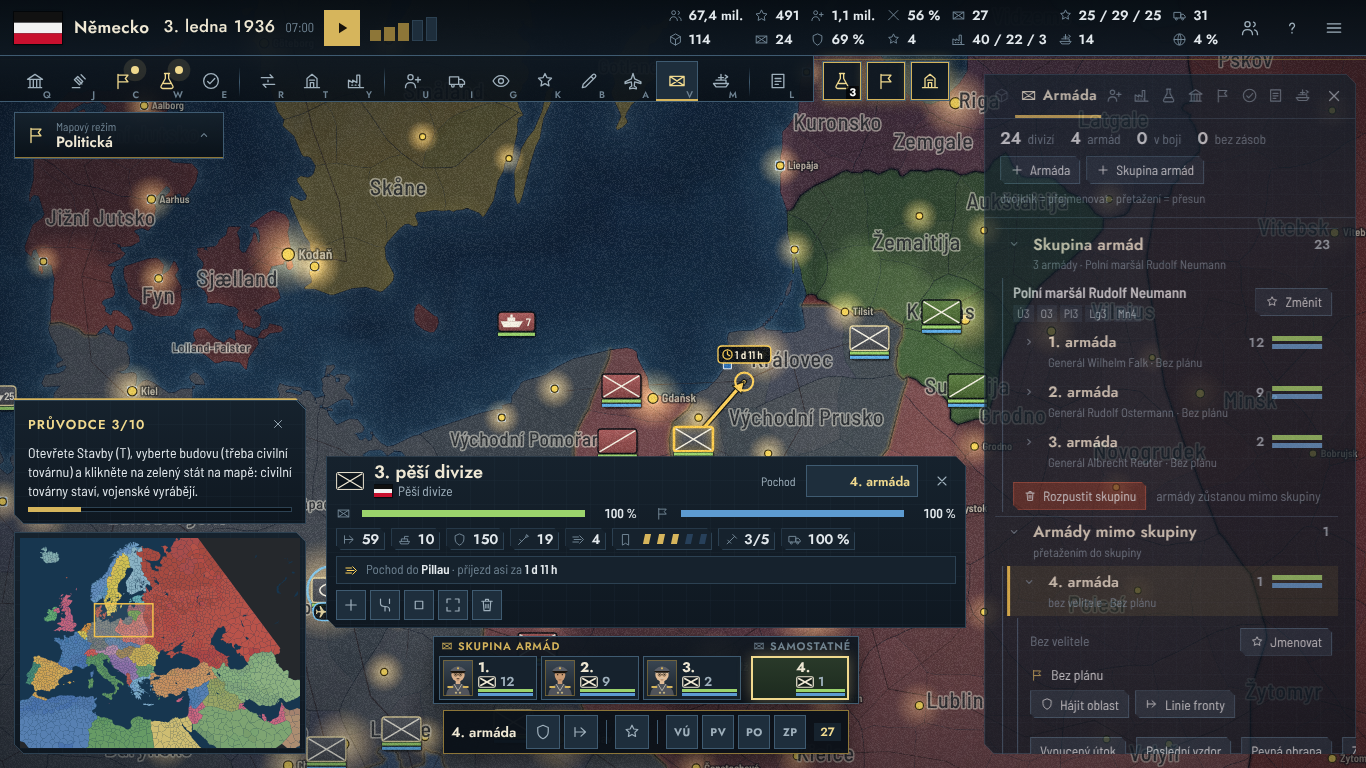 Německo 3. ledna 1936 07:00
67,4 mil. 491 1,1 mil. 56 % 27 25 / 29 / 25 31
114 24 69 % 4 40 / 22 / 3 14 4 %
Q J C W E R T Y U I G K B A V M L
3
Mapový režim
Politická
Aalborg
Skåne
Kuronsko
Riga
Zemgale
Pskov
Latgale
Liepāja
Jižní Jutsko
Aarhus
Kodaň
Sjælland
Fyn
Lolland-Falster
Kiel
Žemaitija
Tilsit
Vitebsk
7
25
1 d 11 h
Královec
Gdaňsk
Východní Prusko
Východní Pomořan
Grodno
Grodno
Minsk
Novogrudek
Bobrujsk
Armáda
24 divizí 4 armád 0 v boji 0 bez zásob
Armáda
Skupina armád
dvojklik = přejmenovat · přetažení = přesun
Skupina armád 23
3 armády · Polní maršál Rudolf Neumann
Polní maršál Rudolf Neumann
Změnit
Ú3 O3 Pl3 Lg3 Mn4
1. armáda 12
Generál Wilhelm Falk · Bez plánu
2. armáda 9
Generál Rudolf Ostermann · Bez plánu
3. armáda 2
Generál Albrecht Reuter · Bez plánu
Rozpustit skupinu
armády zůstanou mimo skupiny
Armády mimo skupiny 1
přetažením do skupiny
4. armáda 1
bez velitele · Bez plánu
Bez velitele
Jmenovat
Bez plánu
Hájit oblast
Linie fronty
Vynucený útok
Poslední vzdor
Pevná obrana
PRŮVODCE 3/10
Otevřete Stavby (T), vyberte budovu (třeba civilní
továrnu) a klikněte na zelený stát na mapě: civilní
továrny staví, vojenské vyrábějí.
3. pěší divize
Pěší divize
Pochod
4. armáda
100 % 100 %
59 10 150 19 4 3/5 100 %
Pochod do Pillau · příjezd asi za 1 d 11 h
SKUPINA ARMÁD
SAMOSTATNÉ
1. 12
2. 9
3. 2
4. 1
4. armáda VÚ PV PO ZP 27
Lublin
Kielce
Žytomyr
Volyň